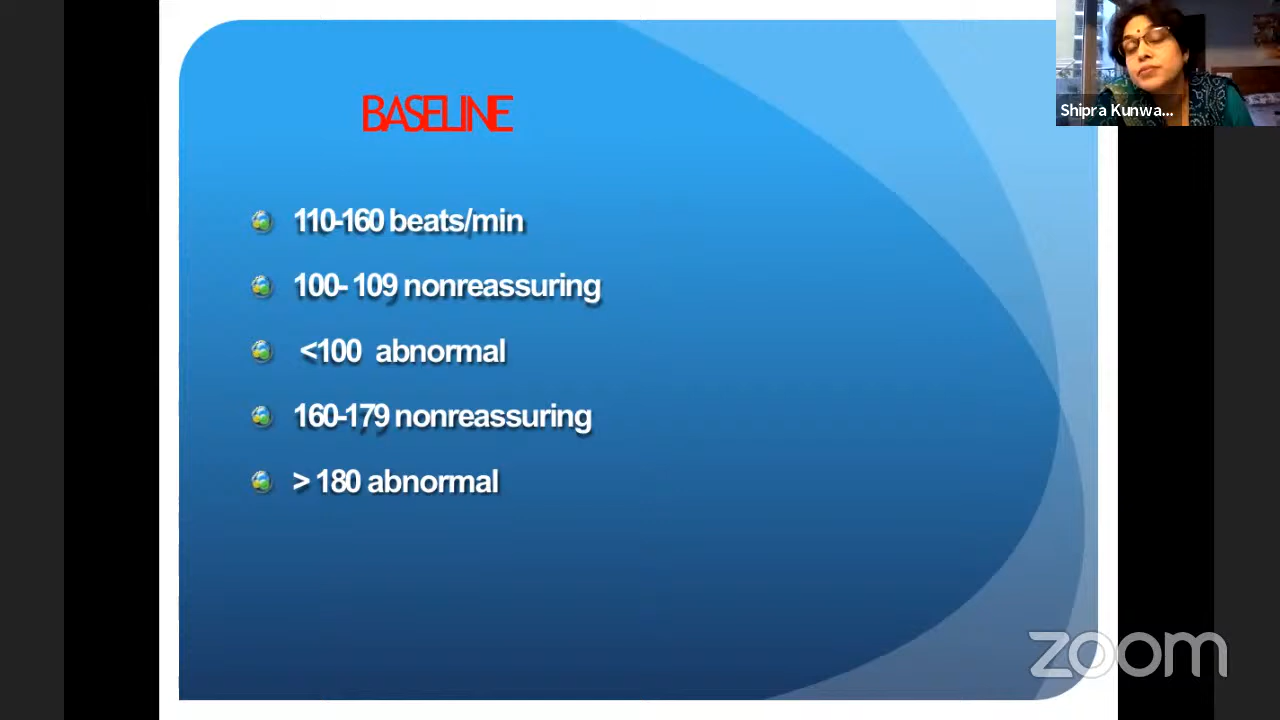 BASELINE
110-160 beats/min
100- 109 nonreassuring
<100 abnormal
160-179 nonreassuring
> 180 abnormal
Shipra Kunwa...
zoom